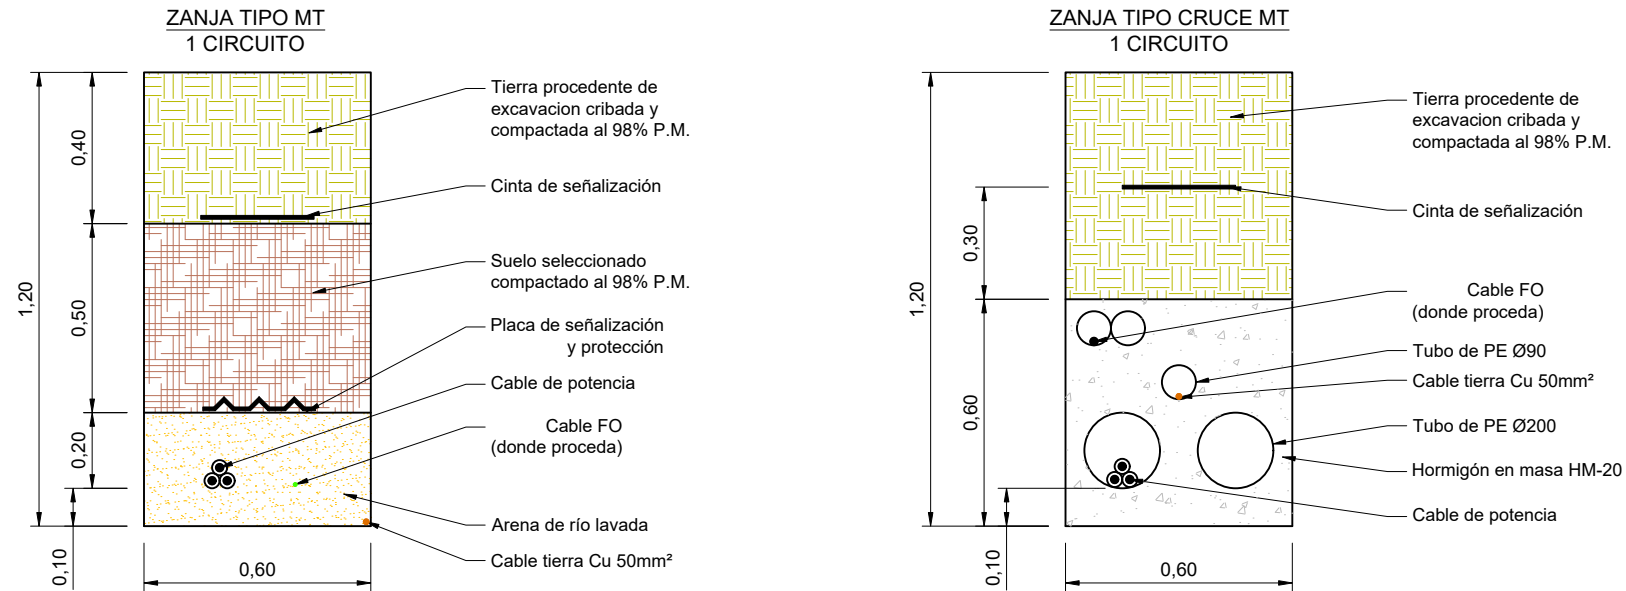 ZANJA TIPO MT
1 CIRCUITO
1,20
0,40
0,50
0,20
0,10
0,60
Tierra procedente de
excavacion cribada y
compactada al 98% P.M.
Cinta de señalización
Suelo seleccionado
compactado al 98% P.M.
Placa de señalización
y protección
Cable de potencia
Cable FO
(donde proceda)
Arena de río lavada
Cable tierra Cu 50mm²
ZANJA TIPO CRUCE MT
1 CIRCUITO
1,20
0,30
0,60
0,10
0,60
Tierra procedente de
excavacion cribada y
compactada al 98% P.M.
Cinta de señalización
Cable FO
(donde proceda)
Tubo de PE Ø90
Cable tierra Cu 50mm²
Tubo de PE Ø200
Hormigón en masa HM-20
Cable de potencia